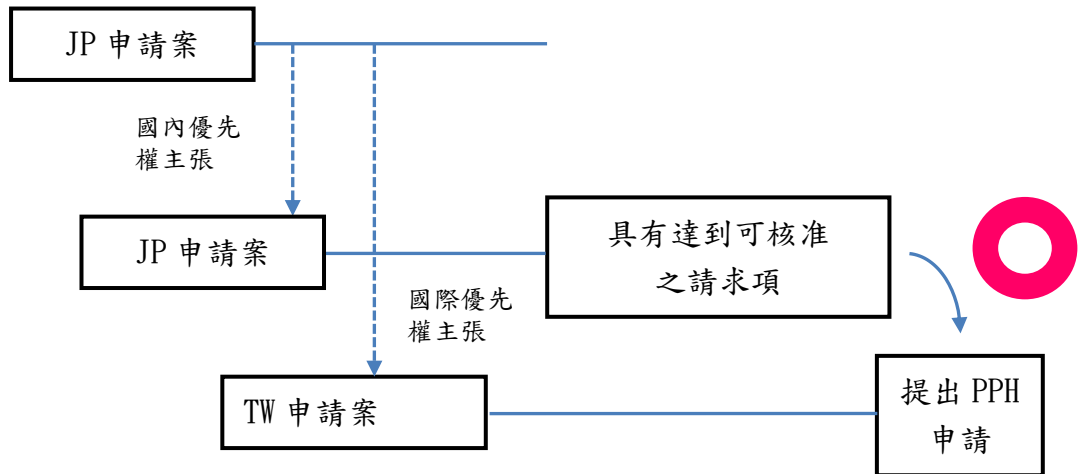 JP 申請案
國內優先
權主張
JP 申請案
具有達到可核准
之請求項
國際優先
權主張
TW 申請案
提出 PPH
申請